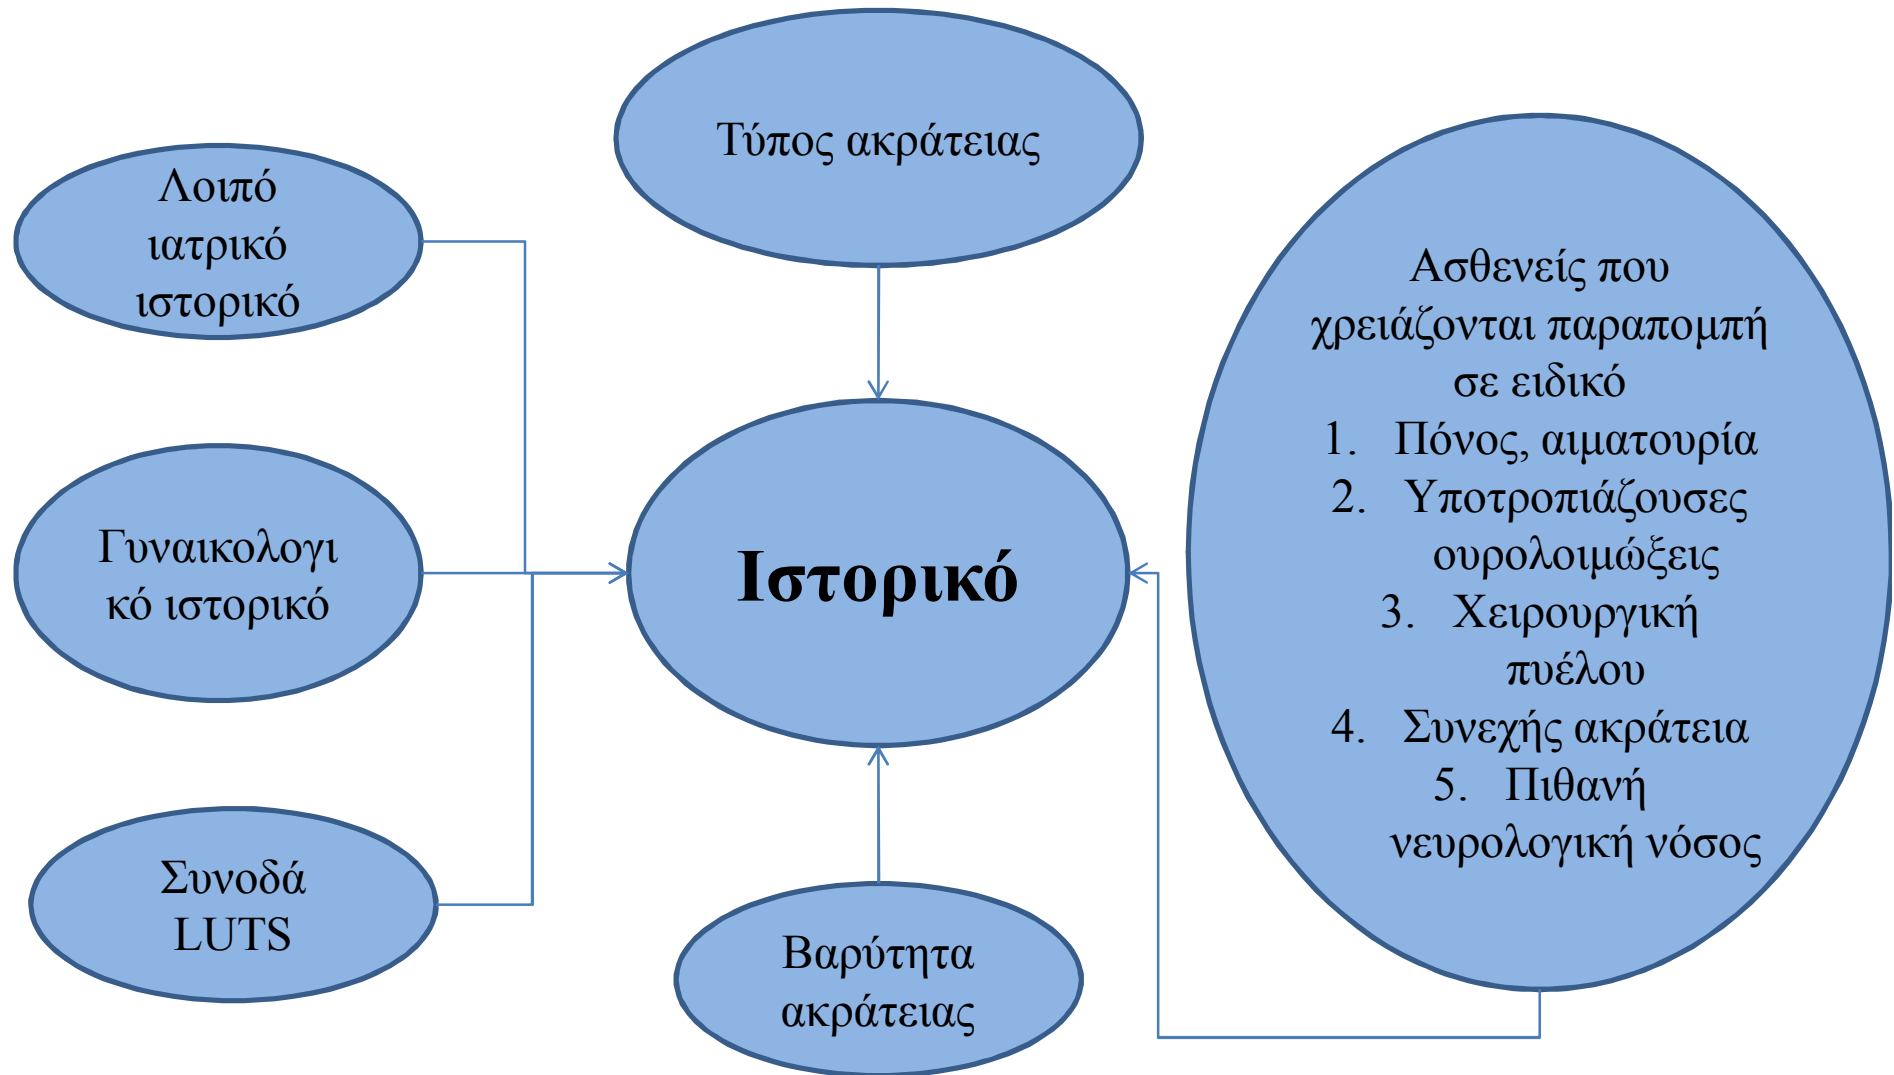 Τύπος ακράτειας
Λοιπό
ιατρικό
ιστορικό
Γυναικολογι
κό ιστορικό
Συνοδά
LUTS
Ιστορικό
Βαρύτητα
ακράτειας
Ασθενείς που
χρειάζονται παραπομπή
σε ειδικό
1. Πόνος, αιματουρία
2. Υποτροπιάζουσες
ουρολοιμώξεις
3. Χειρουργική
πυέλου
4. Συνεχής ακράτεια
5. Πιθανή
νευρολογική νόσος